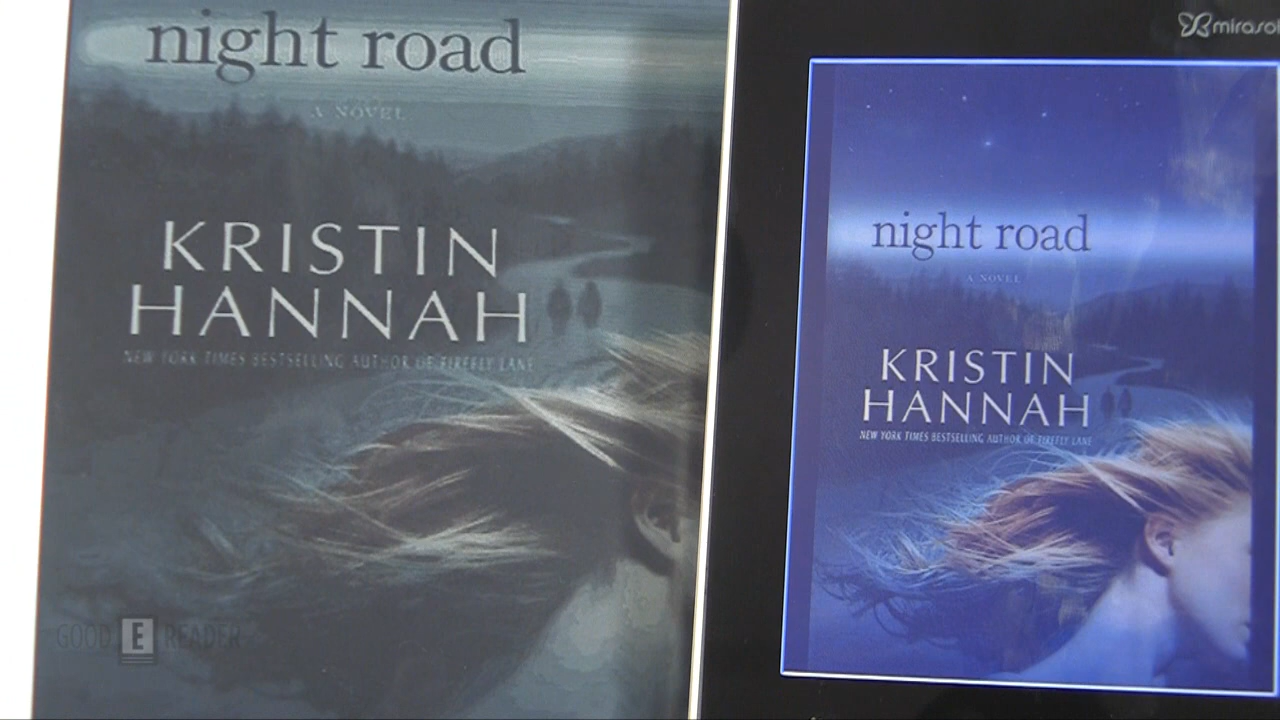 night road
A NOVEL
KRISTIN
HANNAH
NEW YORK TIMES BESTSELLING AUTHOR OF FIREFLY LANE
GOOD E READER
mirasol
night road
A NOVEL
KRISTIN
HANNAH
NEW YORK TIMES BESTSELLING AUTHOR OF FIREFLY LANE